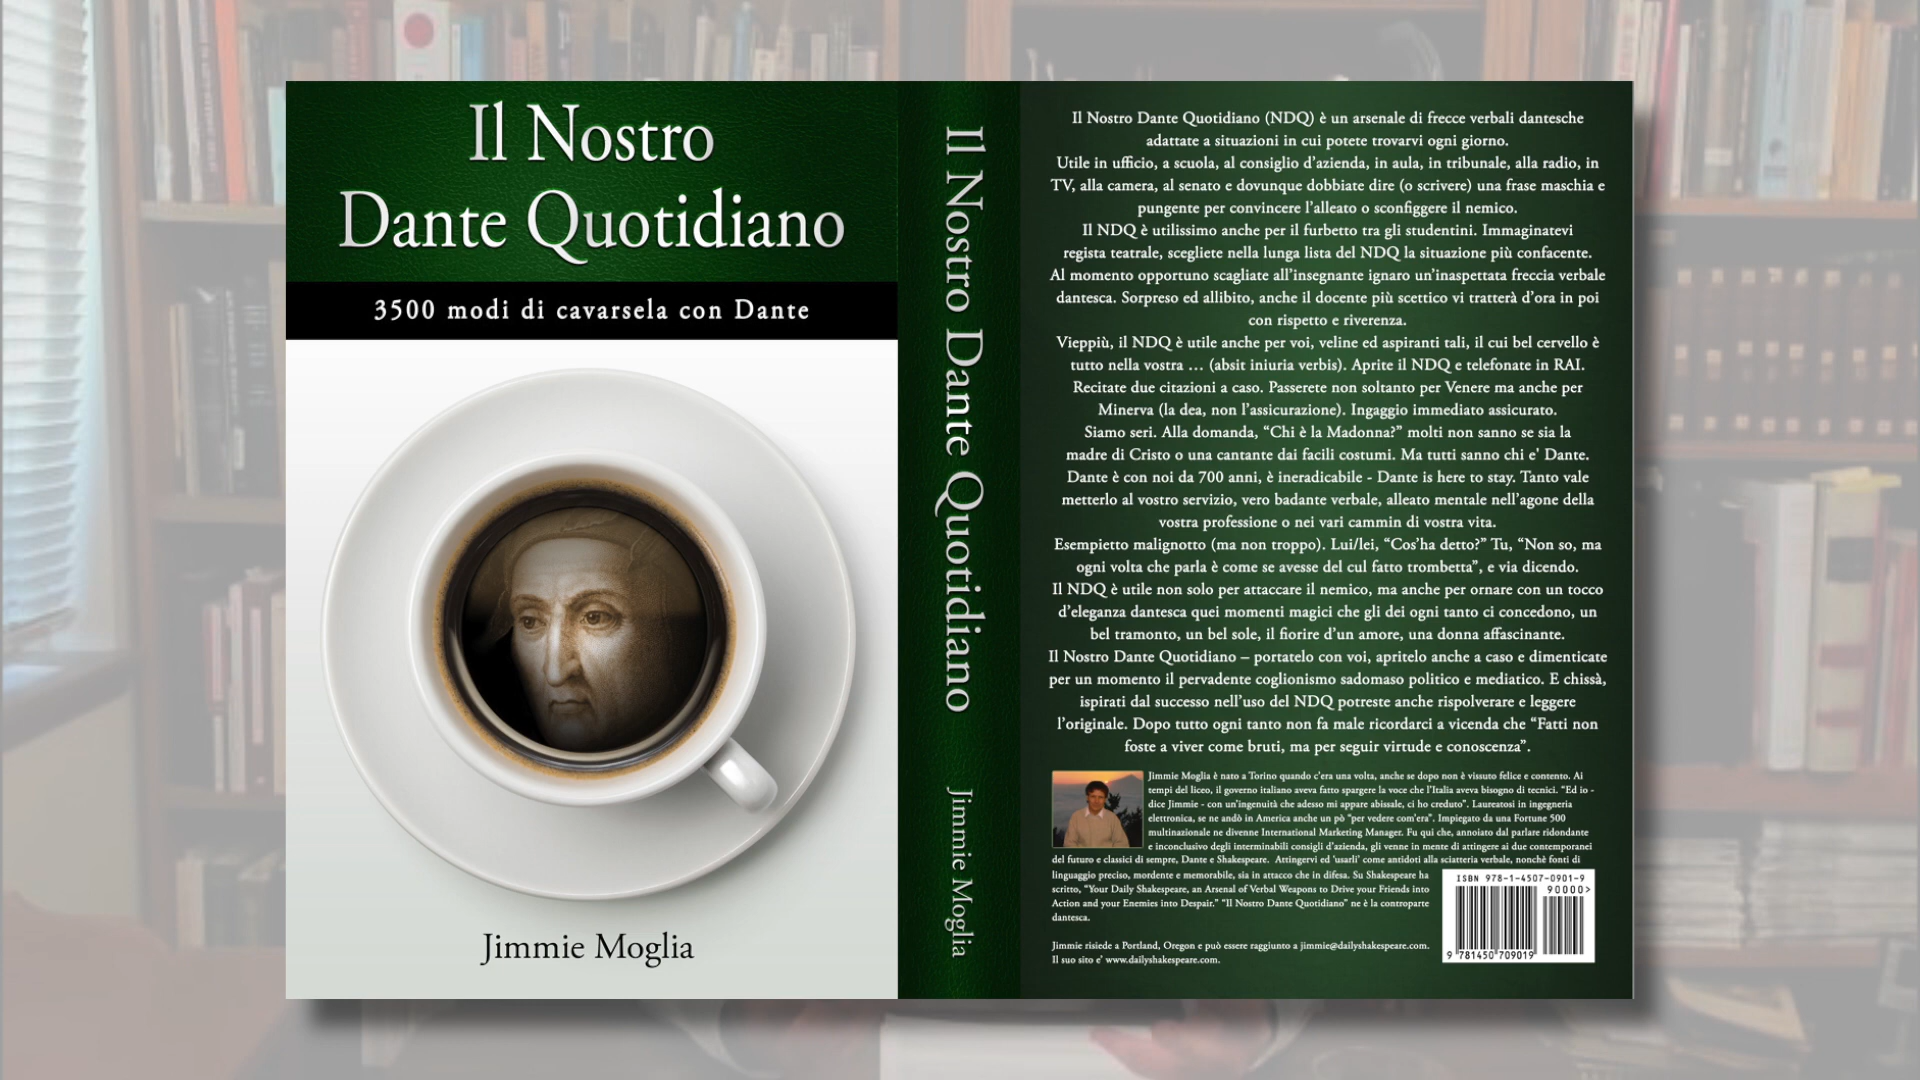 Il Nostro
Dante Quotidiano
3500 modi di cavarsela con Dante
Jimmie Moglia
Il Nostro Dante Quotidiano
Jimmie Moglia
Il Nostro Dante Quotidiano (NDQ) è un arsenale di frecce verbali dantesche
adattate a situazioni in cui potete trovarvi ogni giorno.
Utile in ufficio, a scuola, al consiglio d'azienda, in aula, in tribunale, alla radio, in
TV, alla camera, al senato e dovunque dobbiate dire (o scrivere) una frase maschia e
pungente per convincere l'alleato o sconfiggere il nemico.
Il NDQ è utilissimo anche per il furbetto tra gli studentini. Immaginatevi
regista teatrale, scegliete nella lunga lista del NDQ la situazione più confacente.
Al momento opportuno scagliate all'insegnante ignaro un'inaspettata freccia verbale
dantesca. Sorpreso ed allibito, anche il docente più scettico vi tratterà d'ora in poi
con rispetto e riverenza.
Vieppiù, il NDQ è utile anche per voi, veline ed aspiranti tali, il cui bel cervello è
tutto nella vostra … (absit iniuria verbis). Aprite il NDQ e telefonate in RAI.
Recitate due citazioni a caso. Passerete non soltanto per Venere ma anche per
Minerva (la dea, non l'assicurazione). Ingaggio immediato assicurato.
Siamo seri. Alla domanda, “Chi è la Madonna?” molti non sanno se sia la
madre di Cristo o una cantante dai facili costumi. Ma tutti sanno chi e' Dante.
Dante è con noi da 700 anni, è ineradicabile - Dante is here to stay. Tanto vale
metterlo al vostro servizio, vero badante verbale, alleato mentale nell'agone della
vostra professione o nei vari cammin di vostra vita.
Esempietto malignotto (ma non troppo). Lui/lei, “Cos'ha detto?” Tu, “Non so, ma
ogni volta che parla è come se avesse del cul fatto trombetta”, e via dicendo.
Il NDQ è utile non solo per attaccare il nemico, ma anche per ornare con un tocco
d'eleganza dantesca quei momenti magici che gli dei ogni tanto ci concedono, un
bel tramonto, un bel sole, il fiorire d'un amore, una donna affascinante.
Il Nostro Dante Quotidiano – portatelo con voi, apritelo anche a caso e dimenticate
per un momento il pervadente coglionismo sadomaso politico e mediatico. E chissà,
ispirati dal successo nell'uso del NDQ potreste anche rispolverare e leggere
l'originale. Dopo tutto ogni tanto non fa male ricordarci a vicenda che “Fatti non
foste a viver come bruti, ma per seguir virtude e conoscenza”.
Jimmie Moglia è nato a Torino quando c'era una volta, anche se dopo non è vissuto felice e contento. Ai
tempi del liceo, il governo italiano aveva fatto spargere la voce che l'Italia aveva bisogno di tecnici. “Ed io -
dice Jimmie - con un'ingenuità che adesso mi appare abissale, ci ho creduto”. Laureatosi in ingegneria
elettronica, se ne andò in America anche un pò “per vedere com'era”. Impiegato da una Fortune 500
multinazionale ne divenne International Marketing Manager. Fu qui che, annoiato dal parlare ridondante
e inconclusivo degli interminabili consigli d'azienda, gli venne in mente di attingere ai due contemporanei
del futuro e classici di sempre, Dante e Shakespeare. Attingervi ed 'usarli' come antidoti alla sciatteria verbale, nonchè fonti di
linguaggio preciso, mordente e memorabile, sia in attacco che in difesa. Su Shakespeare ha
scritto, “Your Daily Shakespeare, an Arsenal of Verbal Weapons to Drive your Friends into
Action and your Enemies into Despair.” “Il Nostro Dante Quotidiano” ne è la controparte
dantesca.
Jimmie risiede a Portland, Oregon e può essere raggiunto a jimmie@dailyshakespeare.com.
Il suo sito e' www.dailyshakespeare.com.
ISBN 978-1-4507-0901-9
90000>
9 781450 709019